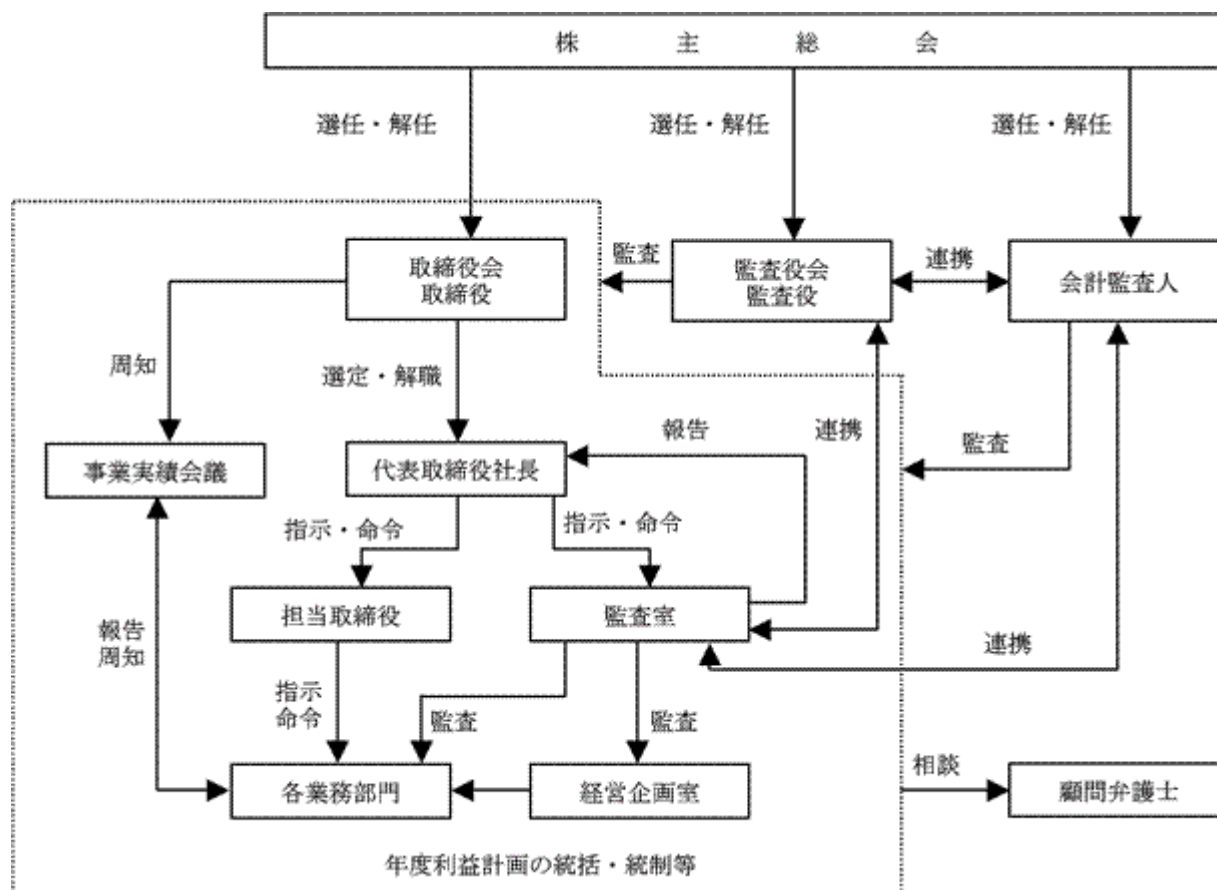 株主総会
選任・解任
選任・解任
選任・解任
取締役会
取締役
監査
監査役会
監査役
連携
会計監査人
周知
選定・解職
報告
連携
監査
事業実績会議
代表取締役社長
指示・命令
指示・命令
担当取締役
監査室
報告
周知
連携
指示
命令
監査
監査
相談
各業務部門
経営企画室
顧問弁護士
年度利益計画の統括・統制等